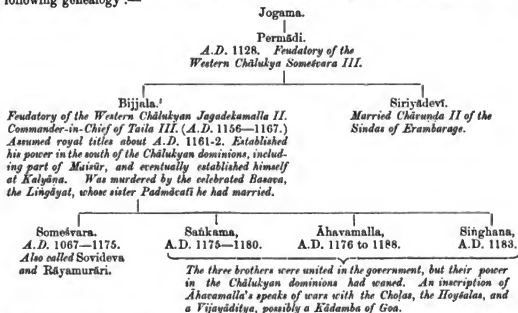 following genealogy :—
Jogama.
Permādi.
A.D. 1128. Feudatory of the
Western Chālukya Someśvara III.
Bijjala.¹
Feudatory of the Western Chālukyan Jagadekamalla II.
Commander-in-Chief of Taila III. (A.D. 1156—1167.)
Assumed royal titles about A.D. 1161-2. Established
his power in the south of the Chālukyan dominions, includ-
ing part of Maisūr, and eventually established himself
at Kalyāna. Was murdered by the celebrated Basava,
the Liṅgāyat, whose sister Padmāvatī he had married.
Siriyādevī.
Married Chāvuṇḍa II of the
Sindas of Erambarage.
Someśvara.
A.D. 1067—1175.
Also called Sovideva
and Rāyamurāri.
Saṅkama,
A.D. 1175—1180.
Āhavamalla,
A.D. 1176 to 1188.
Siṅghana,
A.D. 1183.
The three brothers were united in the government, but their power
in the Chālukyan dominions had waned. An inscription of
Āhavamalla's speaks of wars with the Choḷas, the Hoyśaḷas, and
a Vijayāditya, possibly a Kādamba of Goa.